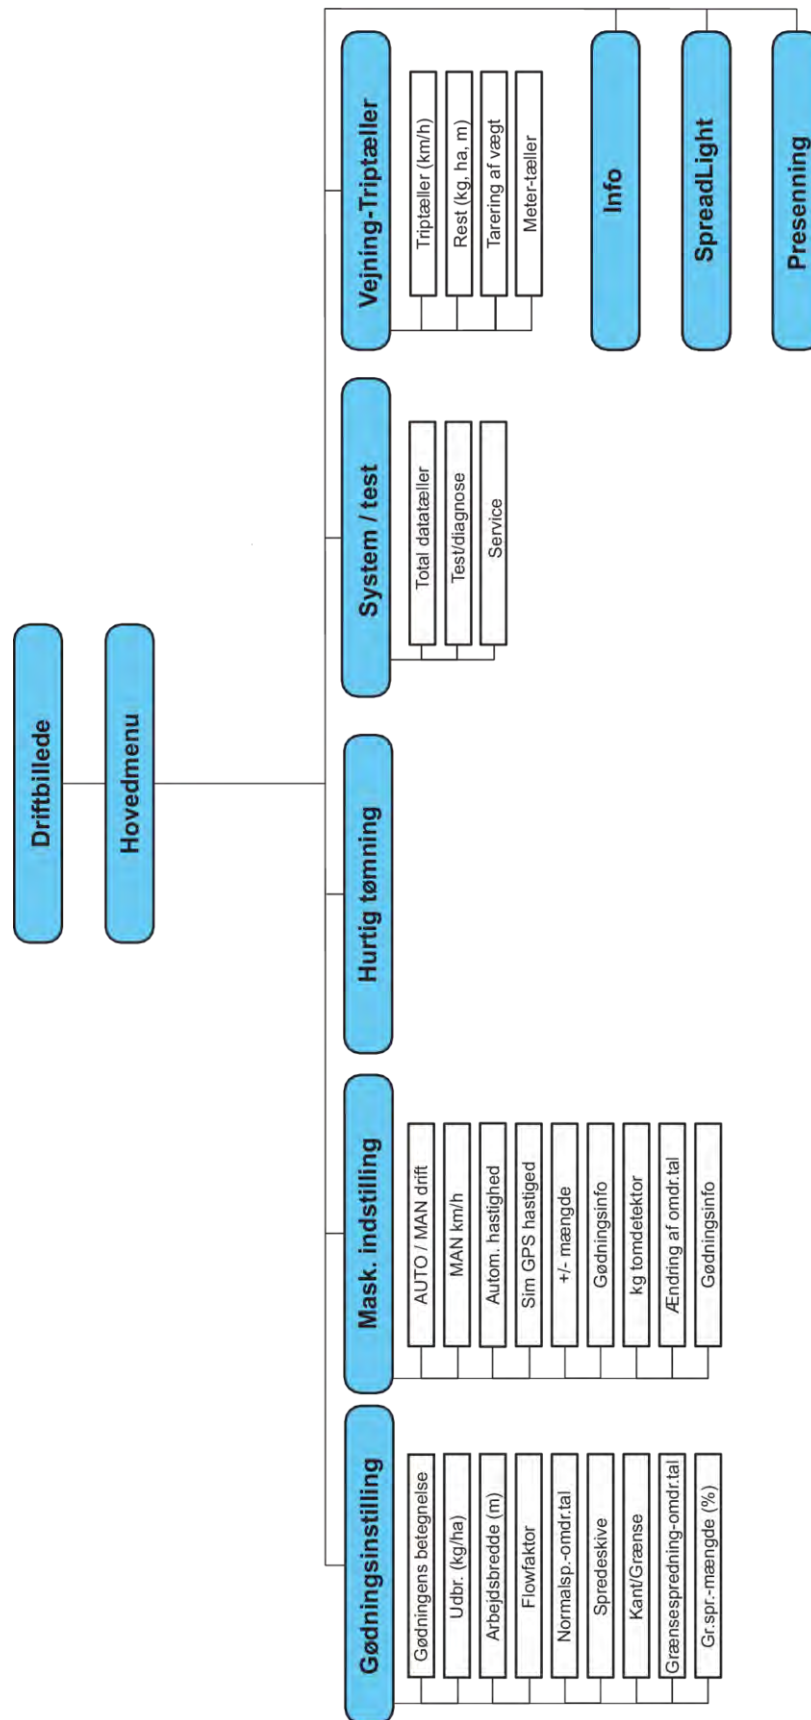 Driftbillede
Hovedmenu
Gødningsinstilling
Gødningens betegnelse
Udbr. (kg/ha)
Arbejdsbredde (m)
Flowfaktor
Normalsp.-omdr.tal
Spredeskive
Kant/Grænse
Grænsespredning-omdr.tal
Gr.spr.-mængde (%)
Mask. indstilling
AUTO / MAN drift
MAN km/h
Autom. hastighed
Sim GPS hastiged
+/- mængde
Gødningsinfo
kg tomdetektor
Ændring af omdr.tal
Gødningsinfo
Hurtig tømning
System / test
Total datatæller
Test/diagnose
Service
Vejning-Triptæller
Triptæller (km/h)
Rest (kg, ha, m)
Tarering af vægt
Meter-tæller
Info
SpreadLight
Presenning